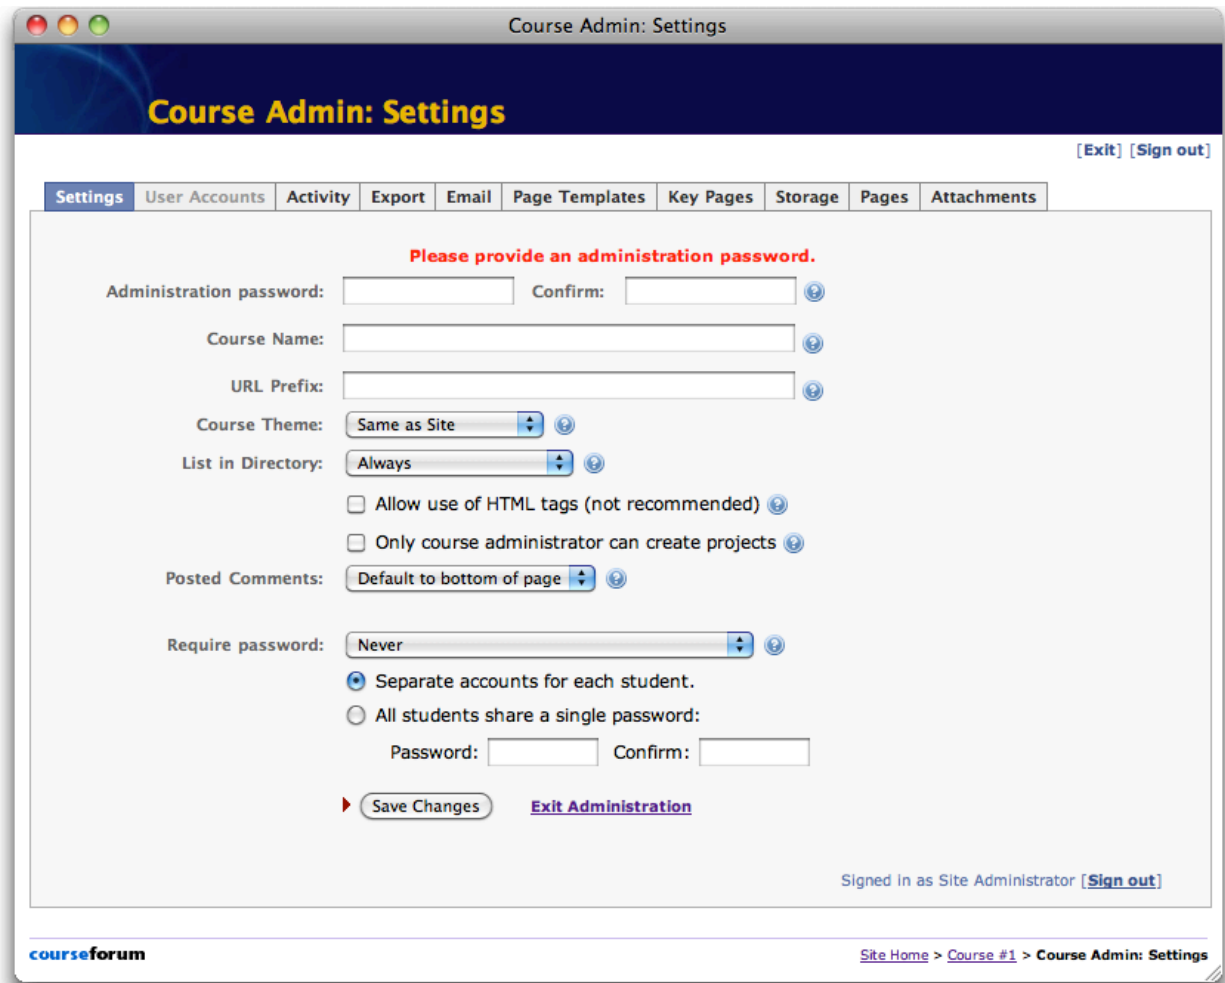 Course Admin: Settings
Course Admin: Settings
[Exit] [Sign out]
Settings User Accounts Activity Export Email Page Templates Key Pages Storage Pages Attachments
Please provide an administration password.
Administration password: Confirm: ?
Course Name: ?
URL Prefix: ?
Course Theme: Same as Site ?
List in Directory: Always ?
Allow use of HTML tags (not recommended) ?
Only course administrator can create projects ?
Posted Comments: Default to bottom of page ?
Require password: Never ?
Separate accounts for each student.
All students share a single password:
Password: Confirm:
Save Changes Exit Administration
Signed in as Site Administrator [Sign out]
courseforum Site Home > Course #1 > Course Admin: Settings